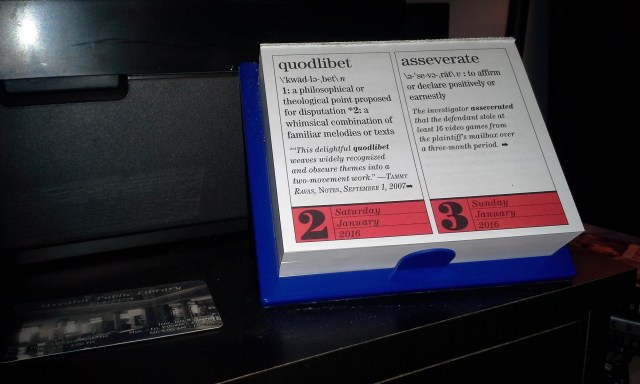 quodlibet
\ˈkwäd-lə-ˌbet\ n
1: a philosophical or
theological point proposed
for disputation *2: a
whimsical combination of
familiar melodies or texts
*"This delightful quodlibet
weaves widely recognized
and obscure themes into a
two-movement work." —Tammy
Ravas, Notes, September 1, 2007
2
Saturday
January
2016
asseverate
\ə-ˈse-və-ˌrāt\ v : to affirm
or declare positively or
earnestly
The investigator asseverated
that the defendant stole at
least 16 video games from
the plaintiff's mailbox over
a three-month period.
3
Sunday
January
2016
Public Library